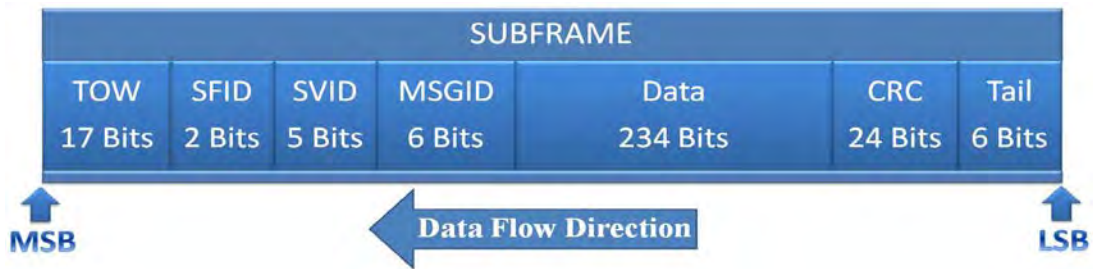 SUBFRAME
TOW SFID SVID MSGID Data CRC Tail
17 Bits 2 Bits 5 Bits 6 Bits 234 Bits 24 Bits 6 Bits
MSB Data Flow Direction LSB